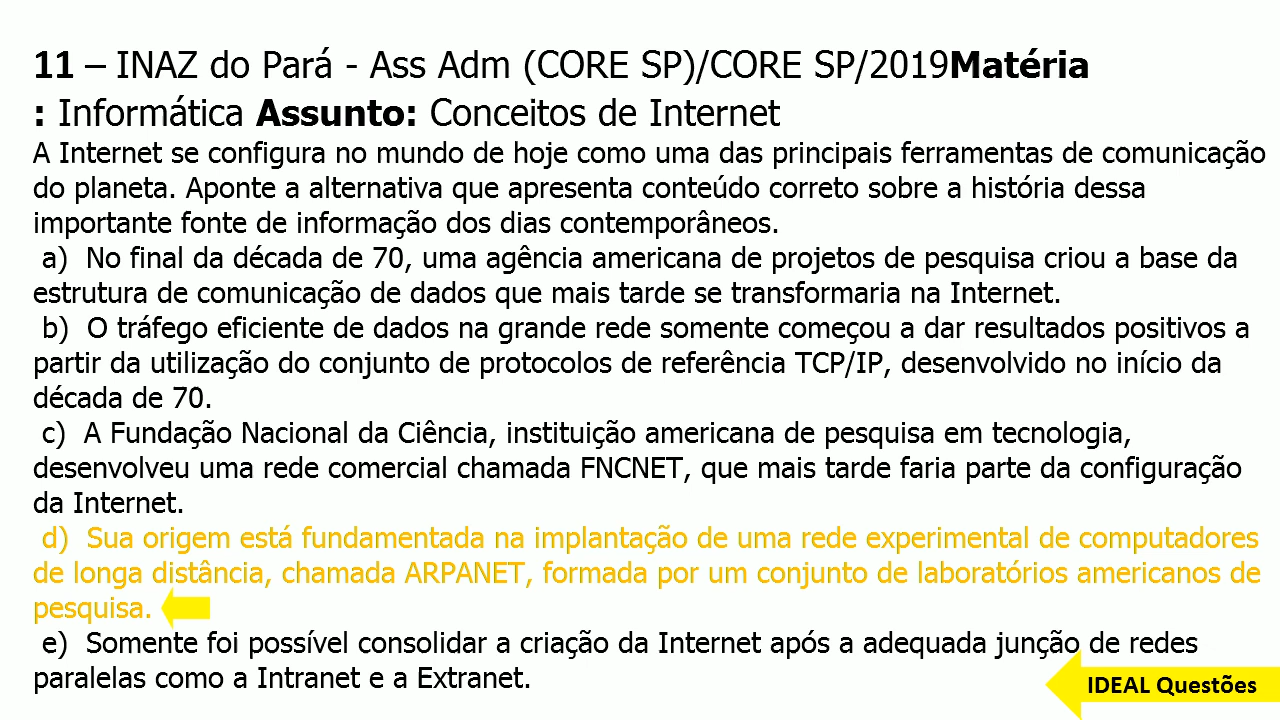 11 – INAZ do Pará - Ass Adm (CORE SP)/CORE SP/2019Matéria
: Informática Assunto: Conceitos de Internet
A Internet se configura no mundo de hoje como uma das principais ferramentas de comunicação
do planeta. Aponte a alternativa que apresenta conteúdo correto sobre a história dessa
importante fonte de informação dos dias contemporâneos.
a) No final da década de 70, uma agência americana de projetos de pesquisa criou a base da
estrutura de comunicação de dados que mais tarde se transformaria na Internet.
b) O tráfego eficiente de dados na grande rede somente começou a dar resultados positivos a
partir da utilização do conjunto de protocolos de referência TCP/IP, desenvolvido no início da
década de 70.
c) A Fundação Nacional da Ciência, instituição americana de pesquisa em tecnologia,
desenvolveu uma rede comercial chamada FNCNET, que mais tarde faria parte da configuração
da Internet.
d) Sua origem está fundamentada na implantação de uma rede experimental de computadores
de longa distância, chamada ARPANET, formada por um conjunto de laboratórios americanos de
pesquisa.
e) Somente foi possível consolidar a criação da Internet após a adequada junção de redes
paralelas como a Intranet e a Extranet.
IDEAL Questões